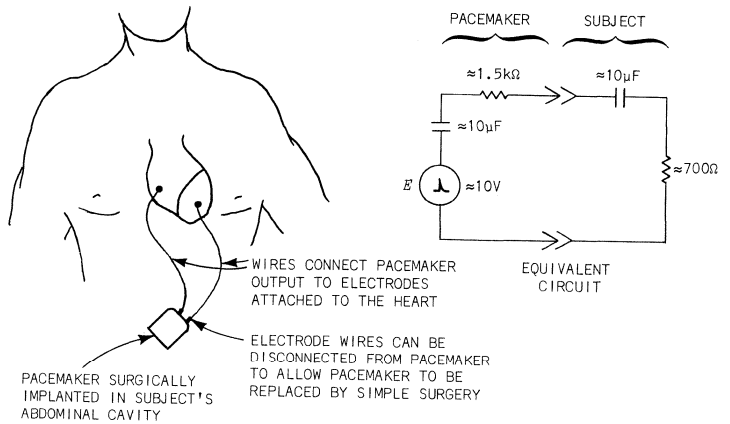 PACEMAKER SUBJECT
≈1.5kΩ ≈10µF
≈10µF
≈700Ω
E ≈10V
EQUIVALENT
CIRCUIT
WIRES CONNECT PACEMAKER
OUTPUT TO ELECTRODES
ATTACHED TO THE HEART
ELECTRODE WIRES CAN BE
DISCONNECTED FROM PACEMAKER
TO ALLOW PACEMAKER TO BE
REPLACED BY SIMPLE SURGERY
PACEMAKER SURGICALLY
IMPLANTED IN SUBJECT'S
ABDOMINAL CAVITY